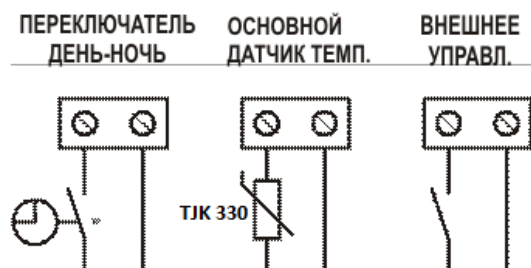 ПЕРЕКЛЮЧАТЕЛЬ
ДЕНЬ-НОЧЬ
ОСНОВНОЙ
ДАТЧИК ТЕМП.
ВНЕШНЕЕ
УПРАВЛ.
TJK 330